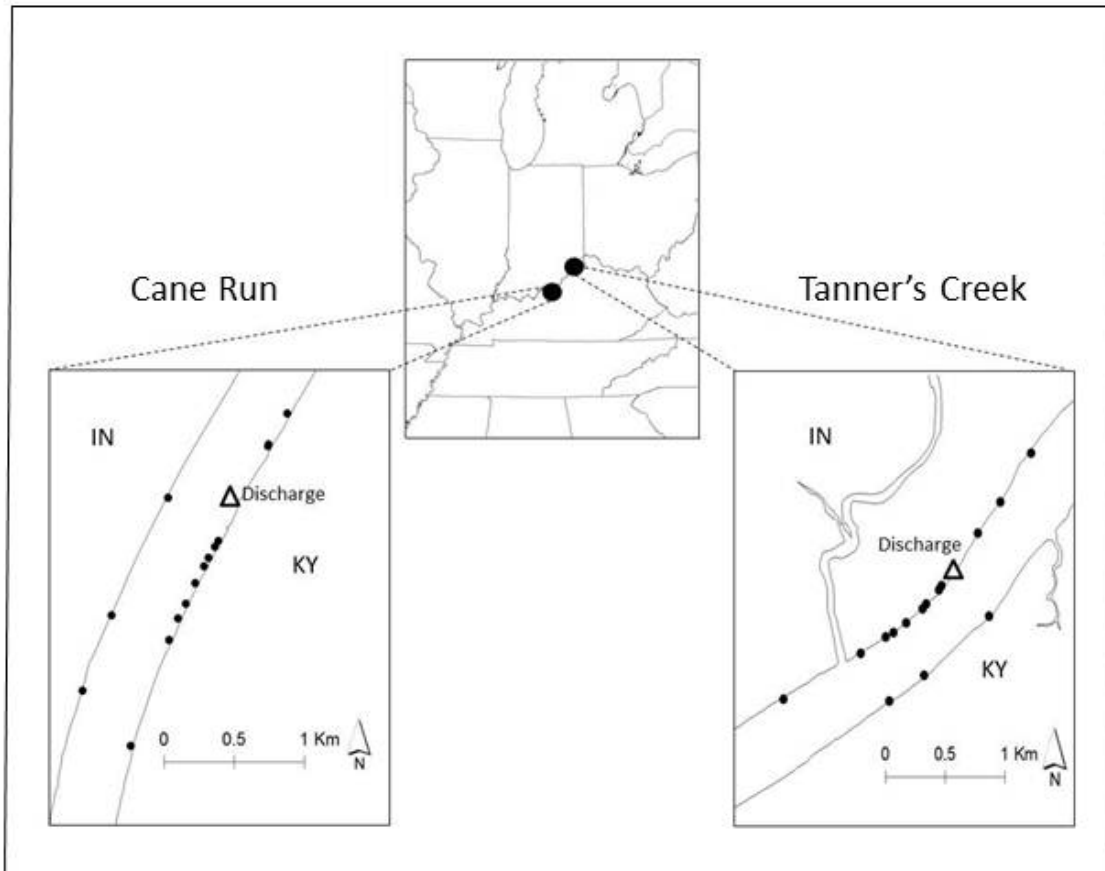 Cane Run
Tanner's Creek
IN
Discharge
KY
0 0.5 1 Km
N
IN
Discharge
KY
0 0.5 1 Km
N